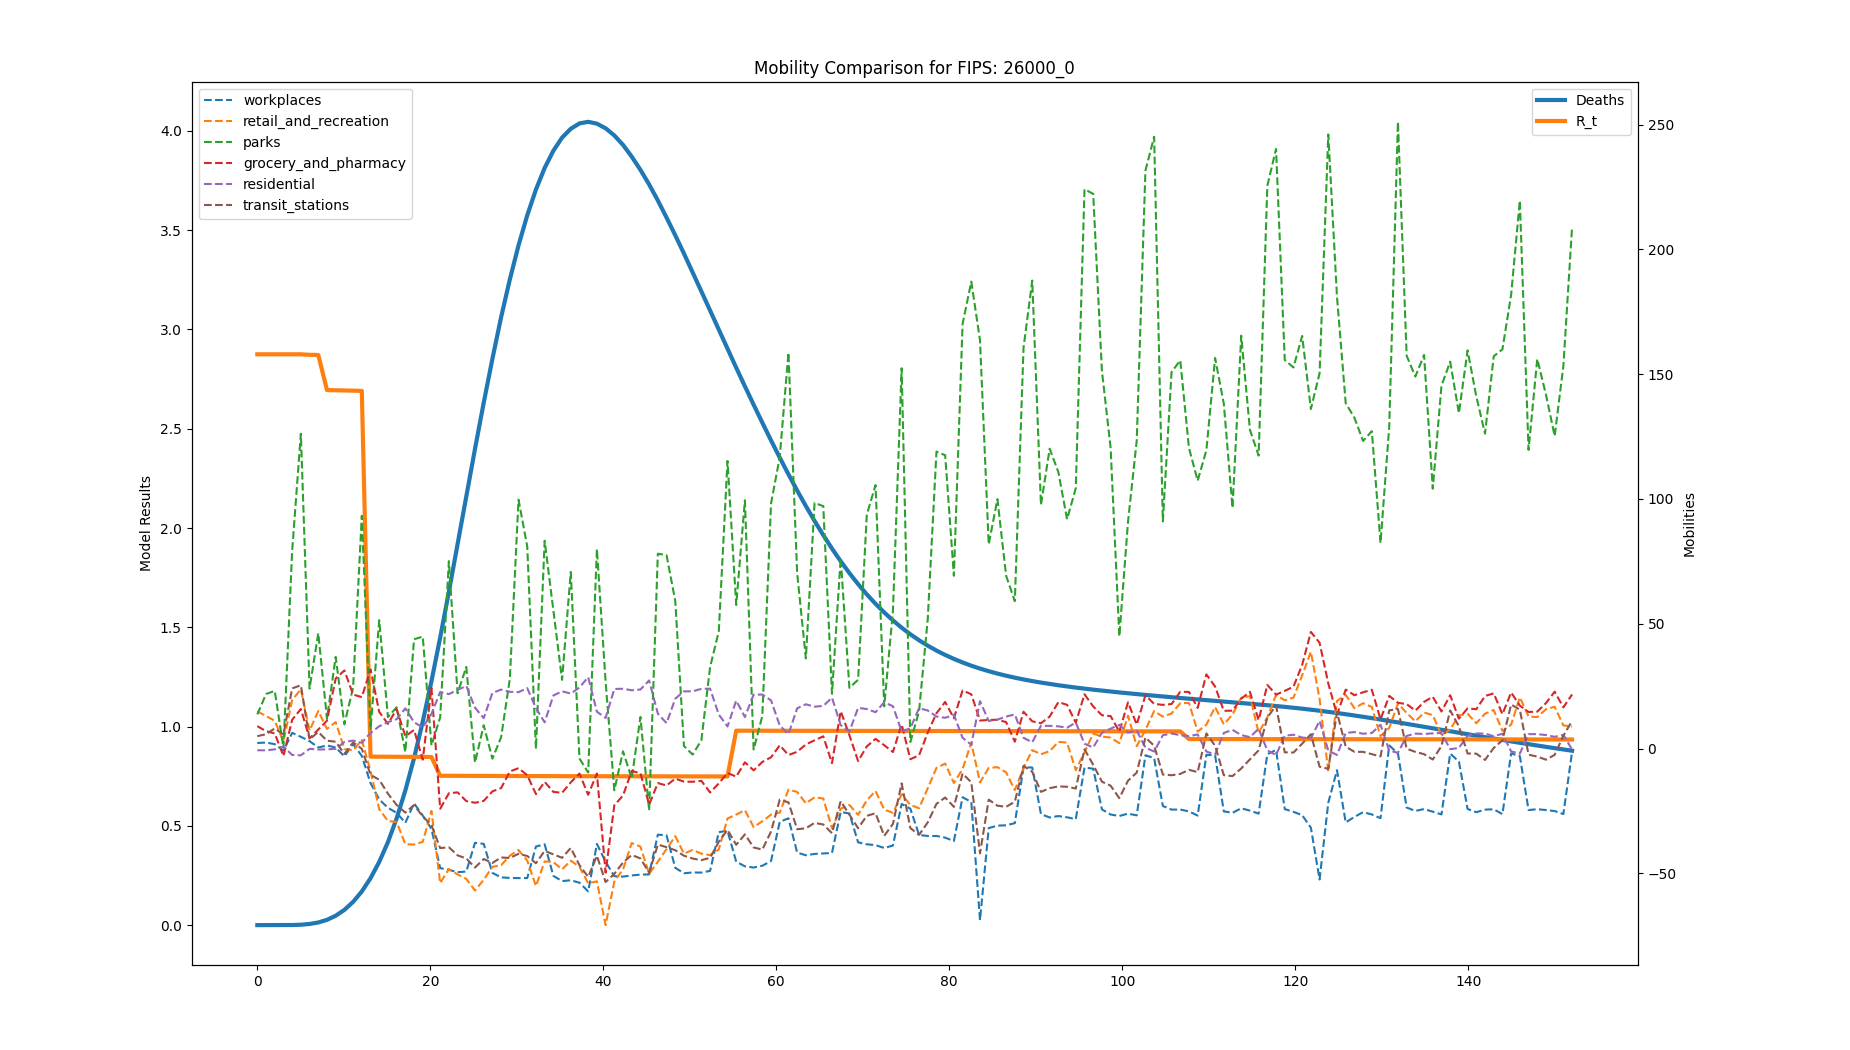 Mobility Comparison for FIPS: 26000_0
workplaces
retail_and_recreation
parks
grocery_and_pharmacy
residential
transit_stations
Deaths
R_t
Model Results
4.0
3.5
3.0
2.5
2.0
1.5
1.0
0.5
0.0
Mobilities
250
200
150
100
50
0
−50
0 20 40 60 80 100 120 140